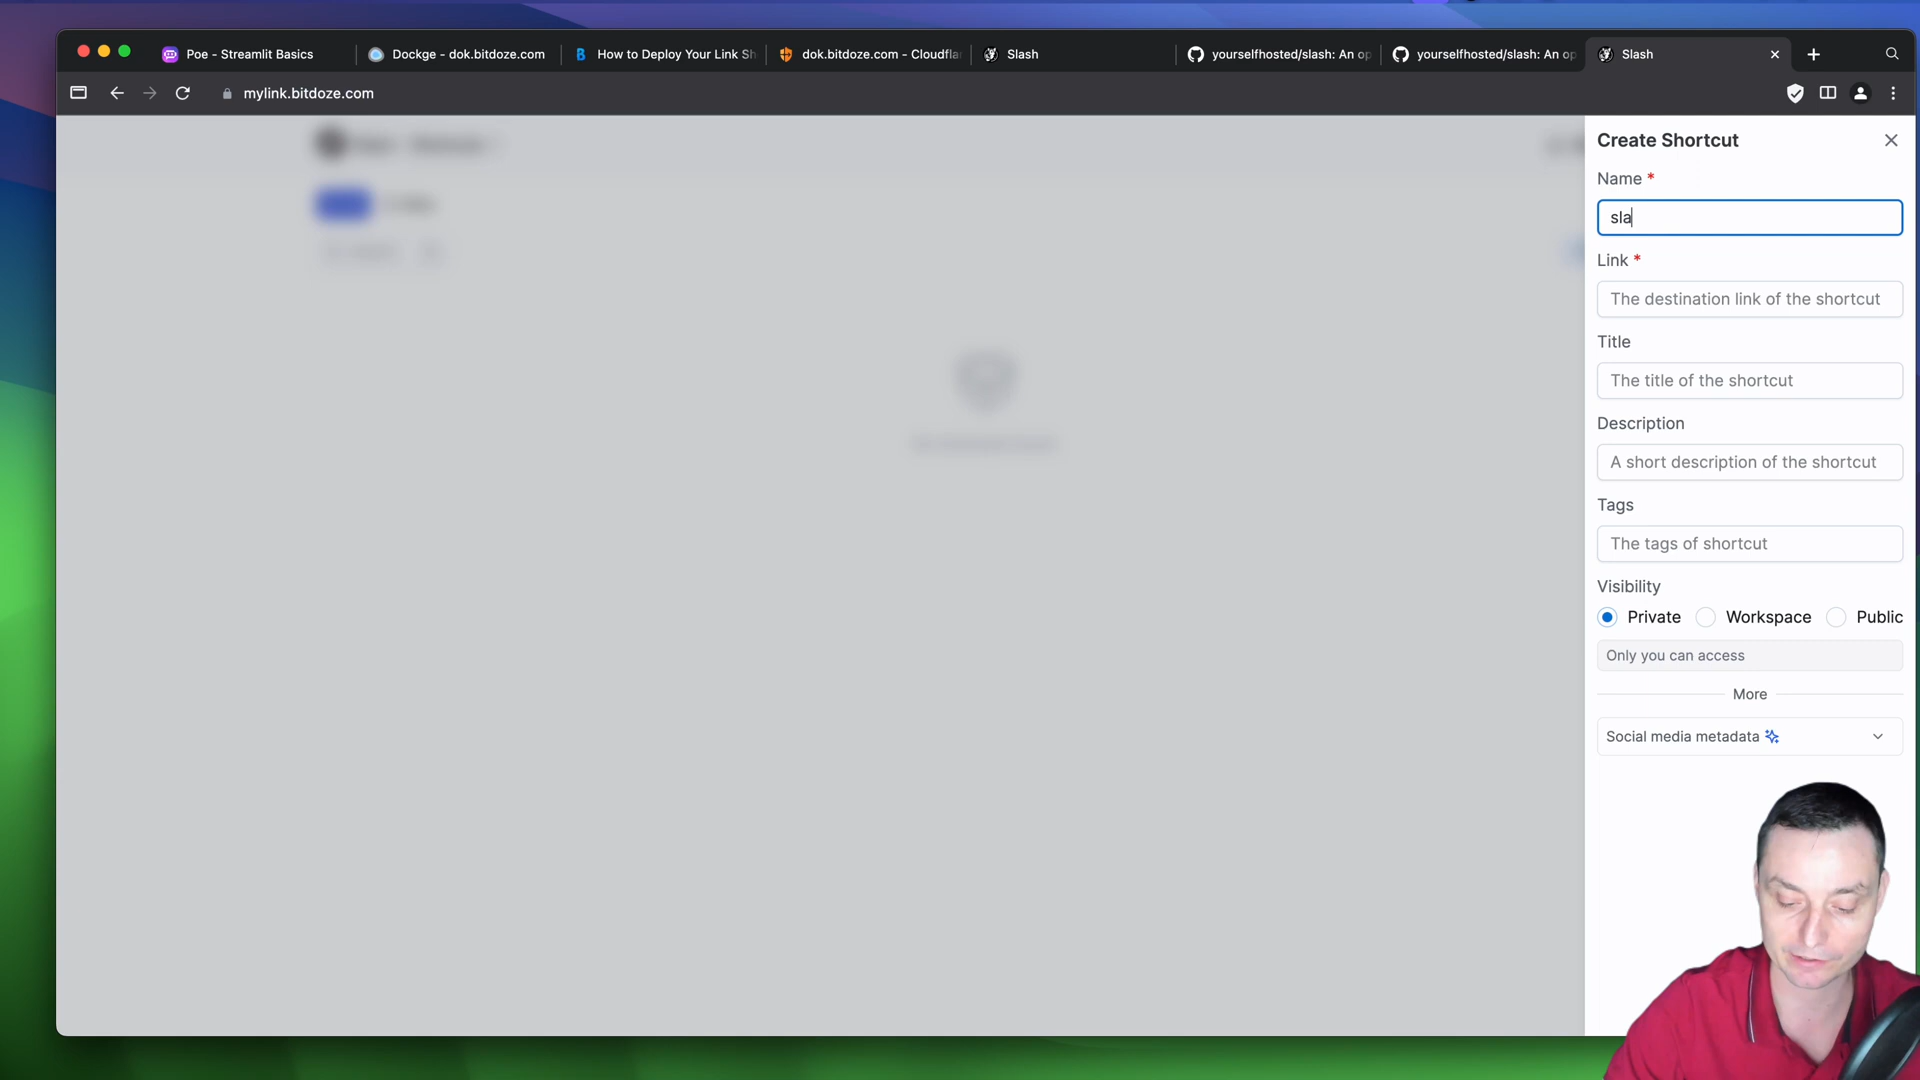 Poe - Streamlit Basics
Dockge - dok.bitdoze.com
How to Deploy Your Link Sh
dok.bitdoze.com - Cloudfla
Slash
yourselfhosted/slash: An op
yourselfhosted/slash: An op
Slash
mylink.bitdoze.com
Create Shortcut
Name *
sla
Link *
The destination link of the shortcut
Title
The title of the shortcut
Description
A short description of the shortcut
Tags
The tags of shortcut
Visibility
Private Workspace Public
Only you can access
More
Social media metadata